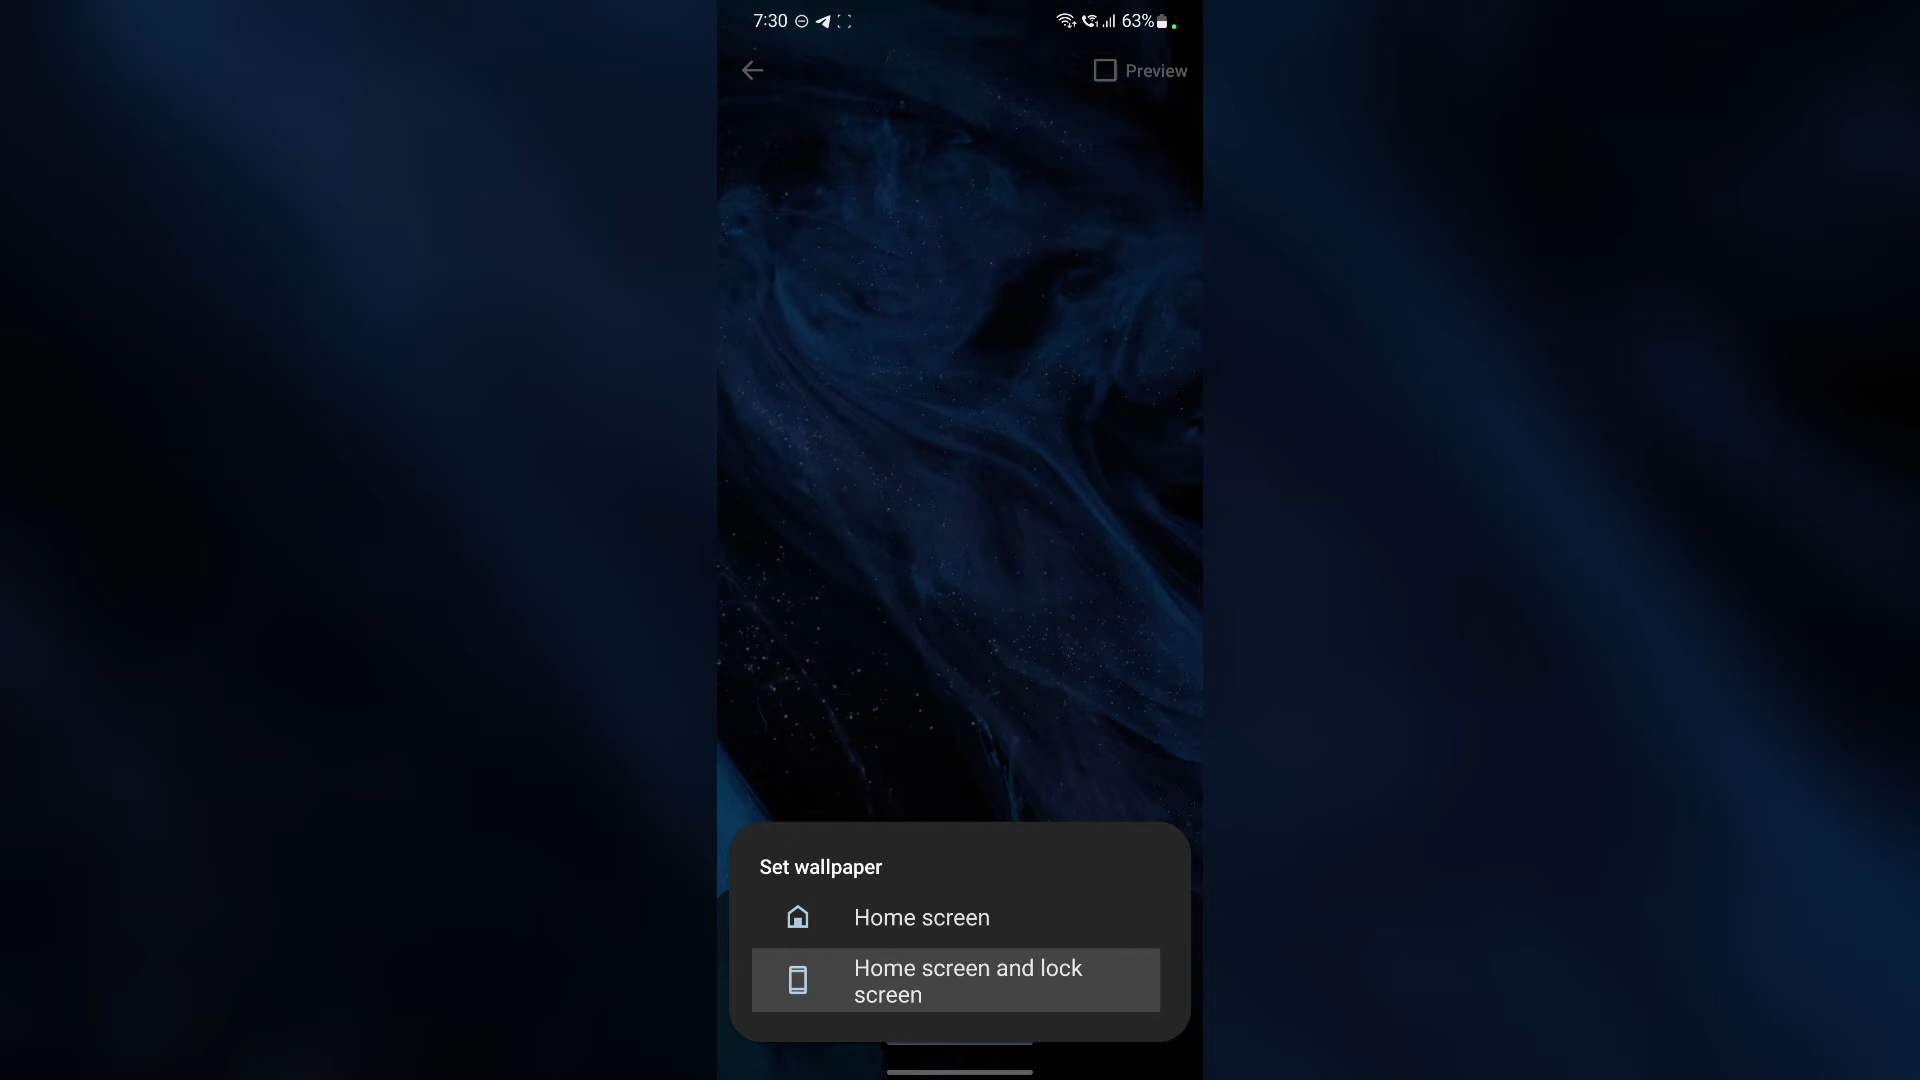 7:30 63%
Preview
Set wallpaper
Home screen
Home screen and lock
screen